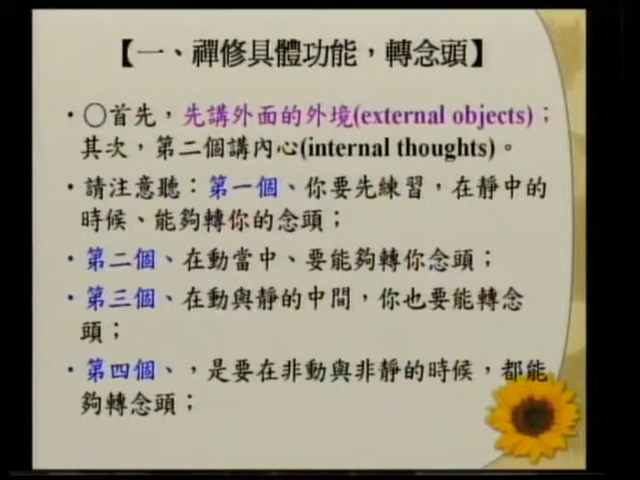 【一、禪修具體功能，轉念頭】
•〇首先，先講外面的外境(external objects)；
其次，第二個講內心(internal thoughts)。
•請注意聽：第一個、你要先練習，在靜中的
時候、能夠轉你的念頭；
•第二個、在動當中、要能夠轉你念頭；
•第三個、在動與靜的中間，你也要能轉念
頭；
•第四個、，是要在非動與非靜的時候，都能
夠轉念頭；